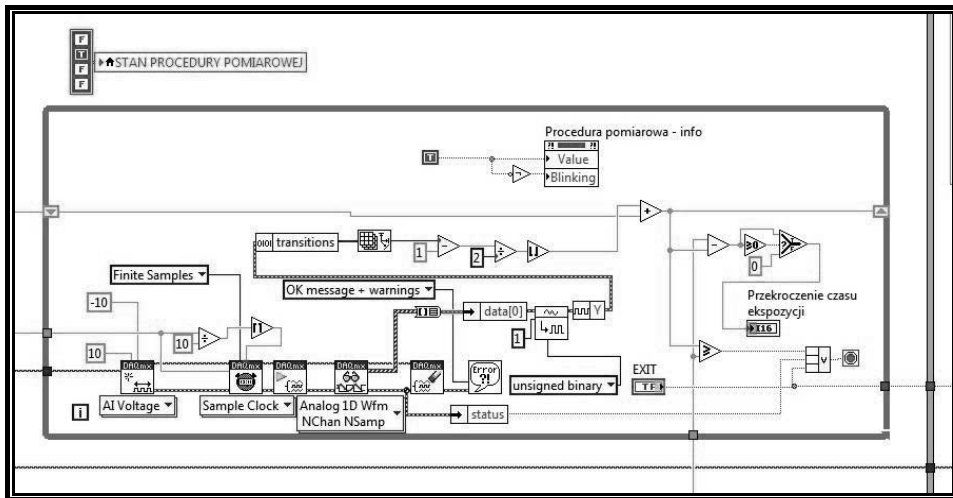 F
T
F
F
STAN PROCEDURY POMIAROWEJ
Procedura pomiarowa - info
T
Value
Blinking
+
transitions
1
-
2
÷
-
≥0
?
0
Finite Samples
OK message + warnings
-10
data[0]
Y
Przekroczenie czasu
ekspozycji
I16
10
÷
1
10
DAQmx
DAQmx
DAQmx
DAQmx
DAQmx
Error
?!
unsigned binary
EXIT
TF
≥
v
i
AI Voltage
Sample Clock
Analog 1D Wfm
NChan NSamp
status